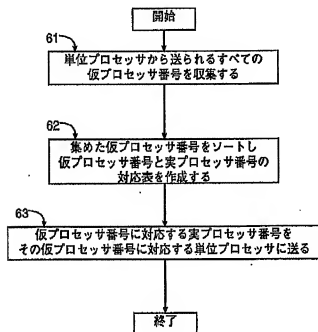 開始
61
単位プロセッサから送られるすべての
仮プロセッサ番号を収集する
62
集めた仮プロセッサ番号をソートし
仮プロセッサ番号と実プロセッサ番号の
対応表を作成する
63
仮プロセッサ番号に対応する実プロセッサ番号を
その仮プロセッサ番号に対応する単位プロセッサに送る
終了